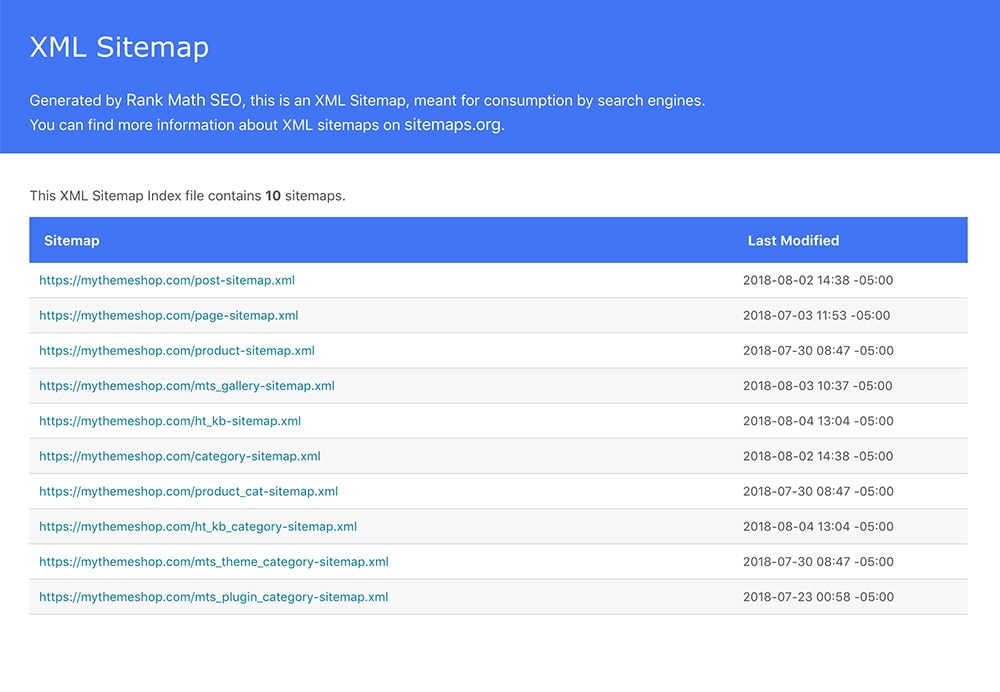 XML Sitemap
Generated by Rank Math SEO, this is an XML Sitemap, meant for consumption by search engines.
You can find more information about XML sitemaps on sitemaps.org.
This XML Sitemap Index file contains 10 sitemaps.
Sitemap Last Modified
https://mythemeshop.com/post-sitemap.xml 2018-08-02 14:38 -05:00
https://mythemeshop.com/page-sitemap.xml 2018-07-03 11:53 -05:00
https://mythemeshop.com/product-sitemap.xml 2018-07-30 08:47 -05:00
https://mythemeshop.com/mts_gallery-sitemap.xml 2018-08-03 10:37 -05:00
https://mythemeshop.com/ht_kb-sitemap.xml 2018-08-04 13:04 -05:00
https://mythemeshop.com/category-sitemap.xml 2018-08-02 14:38 -05:00
https://mythemeshop.com/product_cat-sitemap.xml 2018-07-30 08:47 -05:00
https://mythemeshop.com/ht_kb_category-sitemap.xml 2018-08-04 13:04 -05:00
https://mythemeshop.com/mts_theme_category-sitemap.xml 2018-07-30 08:47 -05:00
https://mythemeshop.com/mts_plugin_category-sitemap.xml 2018-07-23 00:58 -05:00